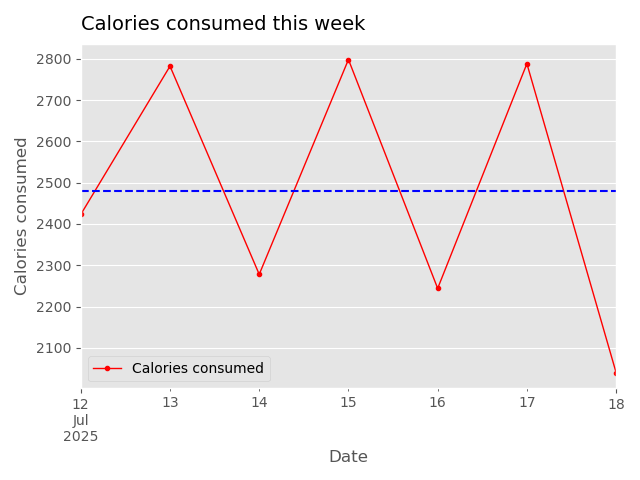 Calories consumed this week
Calories consumed
2800
2700
2600
2500
2400
2300
2200
2100
Calories consumed
12 13 14 15 16 17 18
Jul
2025
Date